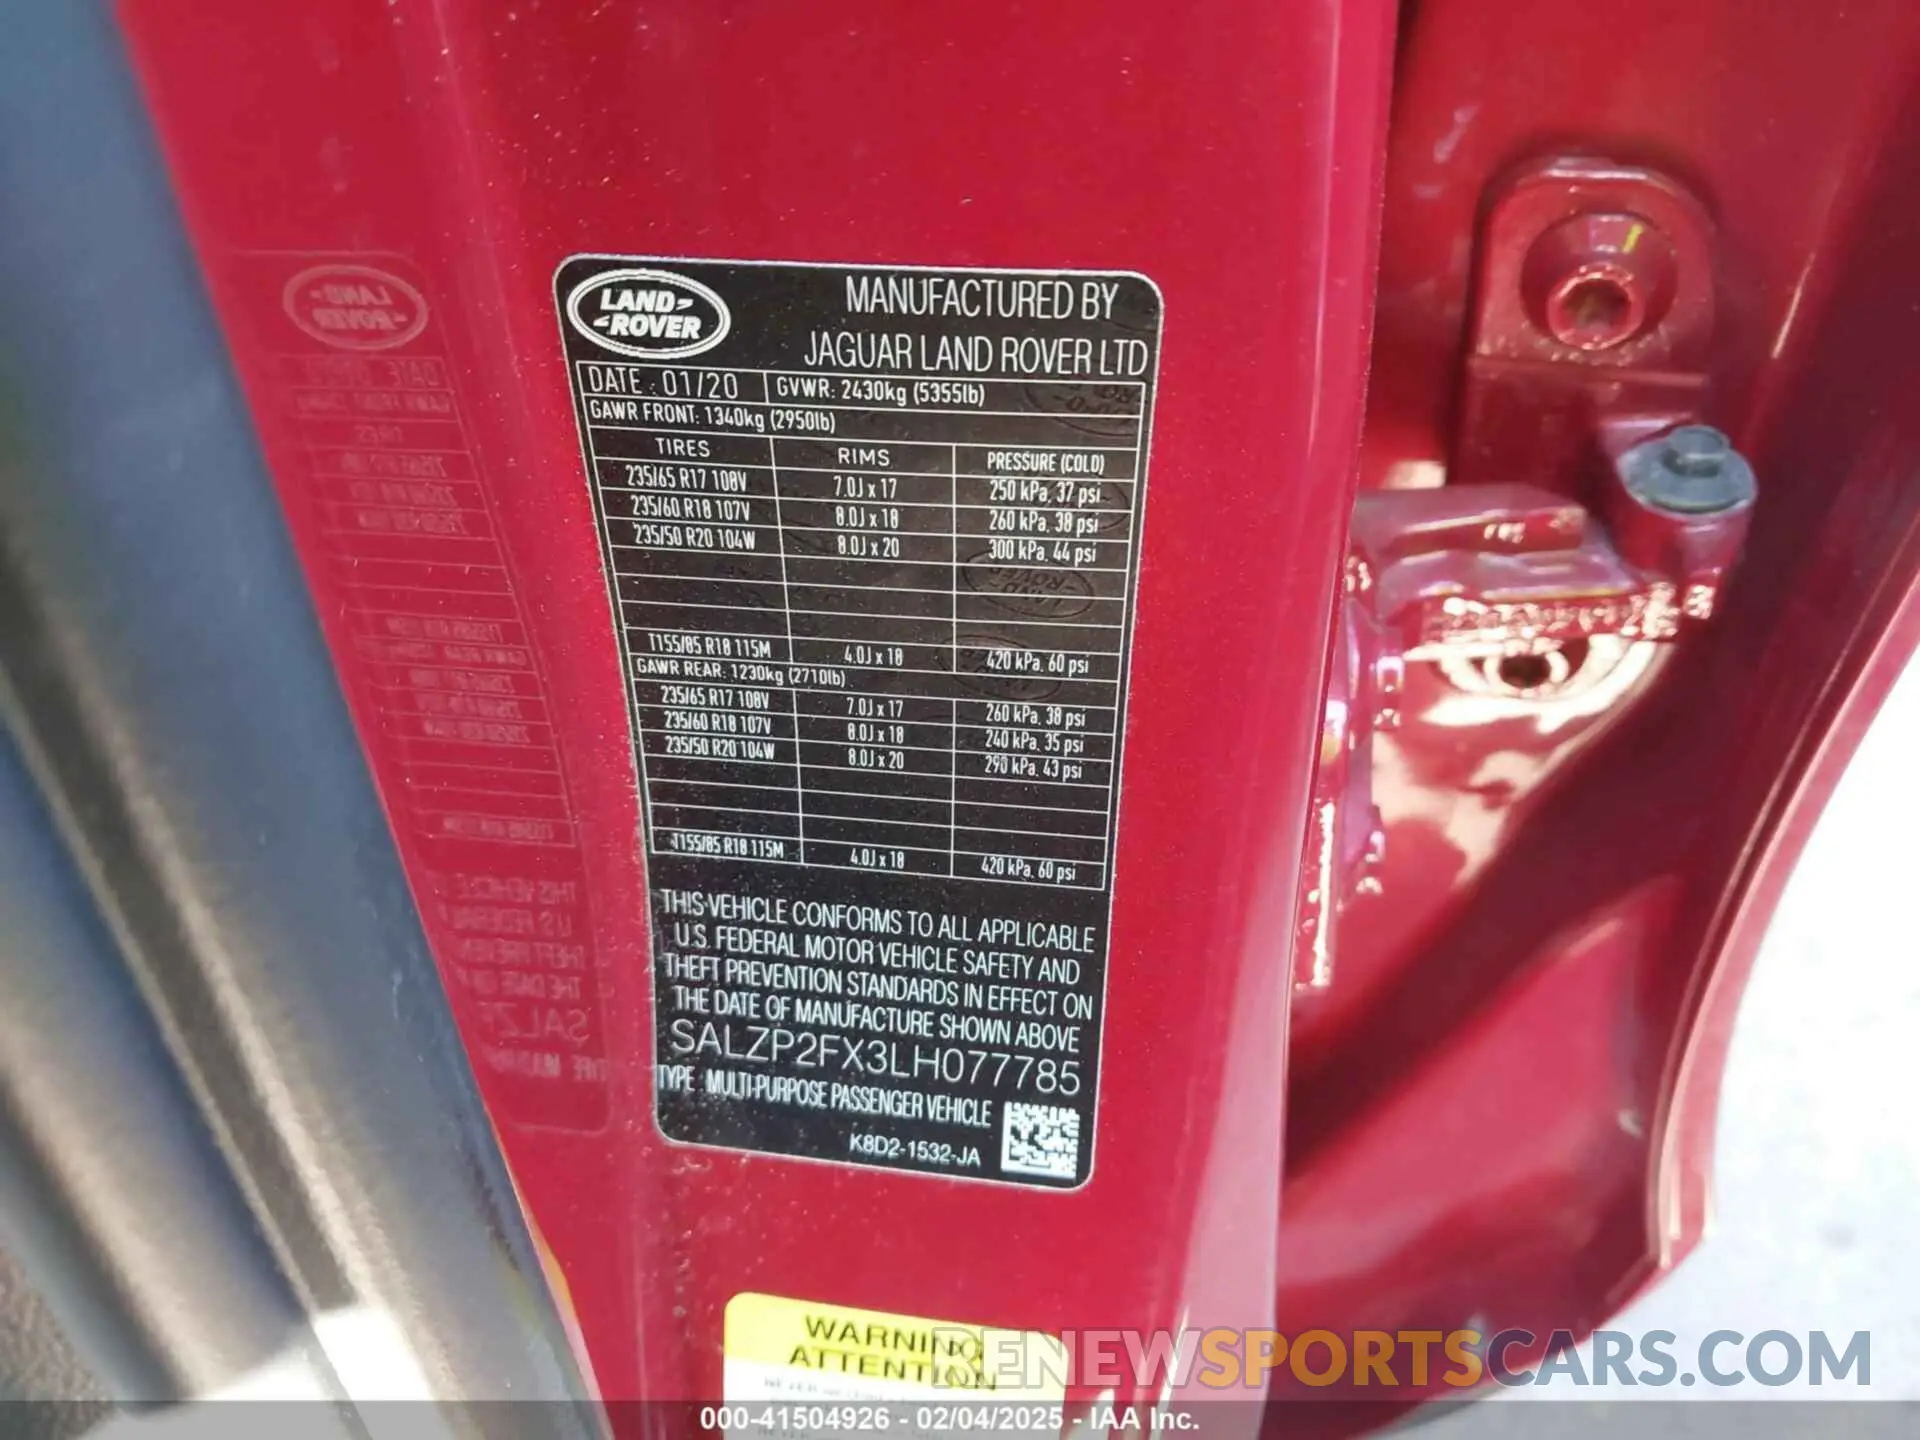 LAND-
-ROVER
MANUFACTURED BY
JAGUAR LAND ROVER LTD
DATE : 01/20 GVWR: 2430kg (5355lb)
GAWR FRONT: 1340kg (2950lb)
TIRES RIMS PRESSURE (COLD)
235/65 R17 108V 7.0J x 17 250 kPa, 37 psi
235/60 R18 107V 8.0J x 18 260 kPa, 38 psi
235/50 R20 104W 8.0J x 20 300 kPa, 44 psi
T155/85 R18 115M 4.0J x 18 420 kPa, 60 psi
GAWR REAR: 1230kg (2710lb)
235/65 R17 108V 7.0J x 17 260 kPa, 38 psi
235/60 R18 107V 8.0J x 18 240 kPa, 35 psi
235/50 R20 104W 8.0J x 20 290 kPa, 43 psi
T155/85 R18 115M 4.0J x 18 420 kPa, 60 psi
THIS VEHICLE CONFORMS TO ALL APPLICABLE
U.S. FEDERAL MOTOR VEHICLE SAFETY AND
THEFT PREVENTION STANDARDS IN EFFECT ON
THE DATE OF MANUFACTURE SHOWN ABOVE
SALZP2FX3LH077785
TYPE : MULTI-PURPOSE PASSENGER VEHICLE
K8D2-1532-JA
WARNING
ATTENTION
RENEWSPORTSCARS.COM
000-41504926 - 02/04/2025 - IAA Inc.